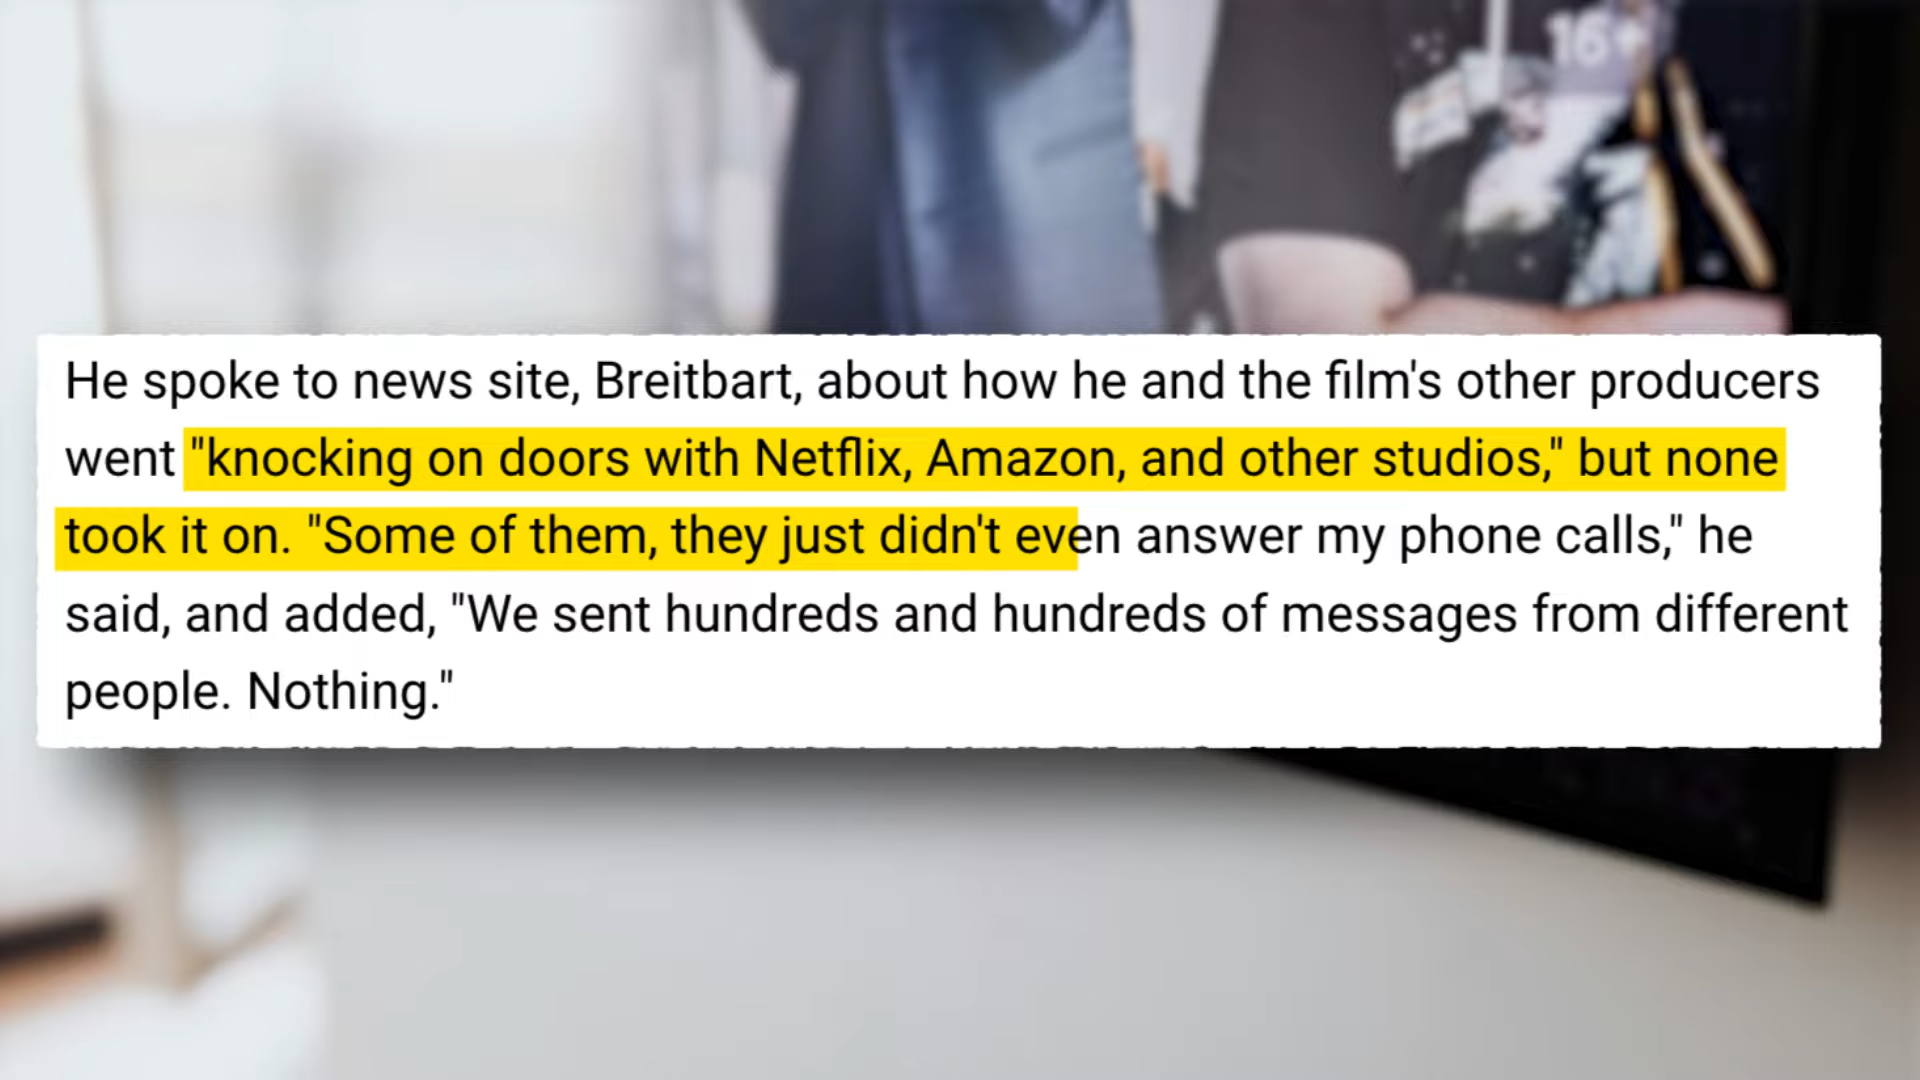 16+
He spoke to news site, Breitbart, about how he and the film's other producers
went "knocking on doors with Netflix, Amazon, and other studios," but none
took it on. "Some of them, they just didn't even answer my phone calls," he
said, and added, "We sent hundreds and hundreds of messages from different
people. Nothing."